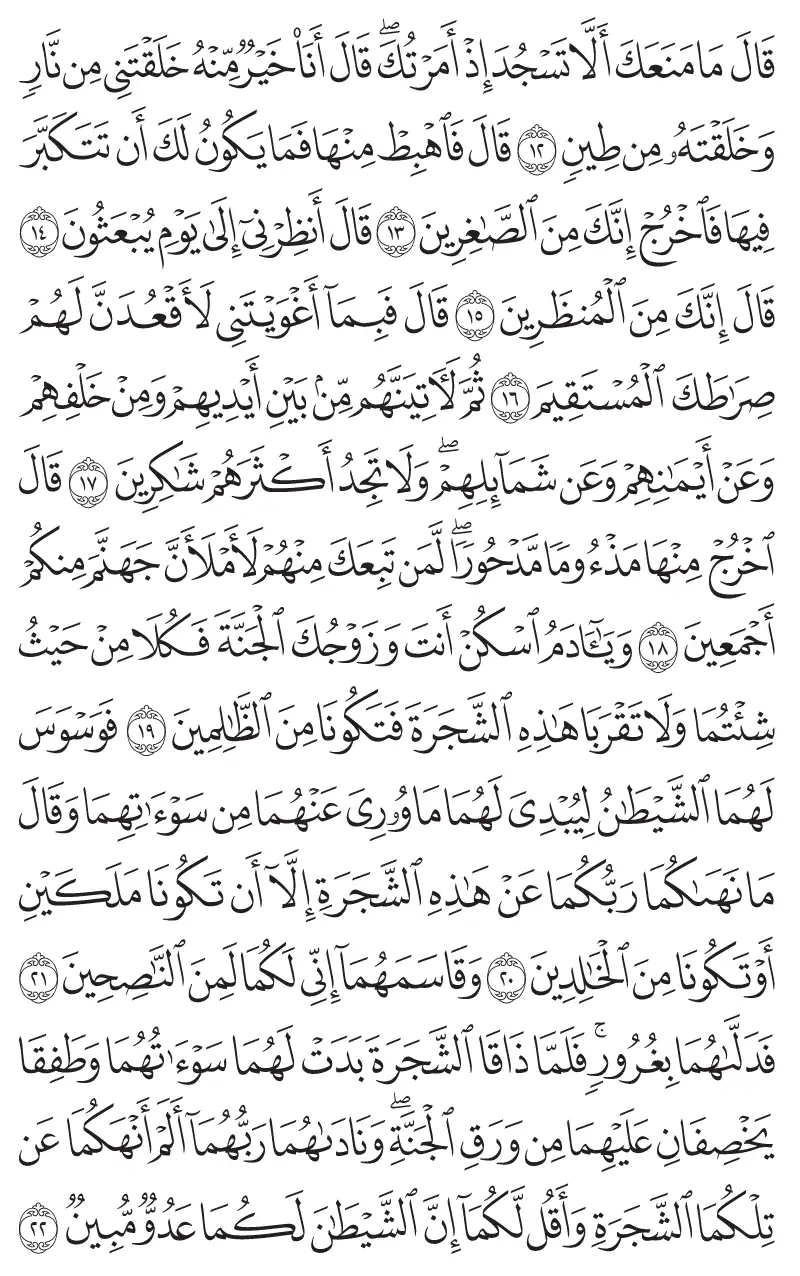 قَالَ مَا مَنَعَكَ أَلَّا تَسۡجُدَ إِذۡ أَمَرۡتُكَۖ قَالَ أَنَا۠ خَيۡرٞ مِّنۡهُ خَلَقۡتَنِي مِن نَّارٖ
وَخَلَقۡتَهُۥ مِن طِينٖ ١٢ قَالَ فَٱهۡبِطۡ مِنۡهَا فَمَا يَكُونُ لَكَ أَن تَتَكَبَّرَ
فِيهَا فَٱخۡرُجۡ إِنَّكَ مِنَ ٱلصَّٰغِرِينَ ١٣ قَالَ أَنظِرۡنِيٓ إِلَىٰ يَوۡمِ يُبۡعَثُونَ ١٤
قَالَ إِنَّكَ مِنَ ٱلۡمُنظَرِينَ ١٥ قَالَ فَبِمَآ أَغۡوَيۡتَنِي لَأَقۡعُدَنَّ لَهُمۡ
صِرَٰطَكَ ٱلۡمُسۡتَقِيمَ ١٦ ثُمَّ لَأٓتِيَنَّهُم مِّنۢ بَيۡنِ أَيۡدِيهِمۡ وَمِنۡ خَلۡفِهِمۡ
وَعَنۡ أَيۡمَٰنِهِمۡ وَعَن شَمَآئِلِهِمۡۖ وَلَا تَجِدُ أَكۡثَرَهُمۡ شَٰكِرِينَ ١٧ قَالَ
ٱخۡرُجۡ مِنۡهَا مَذۡءُومٗا مَّدۡحُورٗاۖ لَّمَن تَبِعَكَ مِنۡهُمۡ لَأَمۡلَأَنَّ جَهَنَّمَ مِنكُمۡ
أَجۡمَعِينَ ١٨ وَيَٰٓـَٔادَمُ ٱسۡكُنۡ أَنتَ وَزَوۡجُكَ ٱلۡجَنَّةَ فَكُلَا مِنۡ حَيۡثُ
شِئۡتُمَا وَلَا تَقۡرَبَا هَٰذِهِ ٱلشَّجَرَةَ فَتَكُونَا مِنَ ٱلظَّٰلِمِينَ ١٩ فَوَسۡوَسَ
لَهُمَا ٱلشَّيۡطَٰنُ لِيُبۡدِيَ لَهُمَا مَا وُۥرِيَ عَنۡهُمَا مِن سَوۡءَٰتِهِمَا وَقَالَ
مَا نَهَىٰكُمَا رَبُّكُمَا عَنۡ هَٰذِهِ ٱلشَّجَرَةِ إِلَّآ أَن تَكُونَا مَلَكَيۡنِ
أَوۡ تَكُونَا مِنَ ٱلۡخَٰلِدِينَ ٢٠ وَقَاسَمَهُمَآ إِنِّي لَكُمَا لَمِنَ ٱلنَّٰصِحِينَ ٢١
فَدَلَّىٰهُمَا بِغُرُورٖۚ فَلَمَّا ذَاقَا ٱلشَّجَرَةَ بَدَتۡ لَهُمَا سَوۡءَٰتُهُمَا وَطَفِقَا
يَخۡصِفَانِ عَلَيۡهِمَا مِن وَرَقِ ٱلۡجَنَّةِۖ وَنَادَىٰهُمَا رَبُّهُمَآ أَلَمۡ أَنۡهَكُمَا عَن
تِلۡكُمَا ٱلشَّجَرَةِ وَأَقُل لَّكُمَآ إِنَّ ٱلشَّيۡطَٰنَ لَكُمَا عَدُوّٞ مُّبِينٞ ٢٢